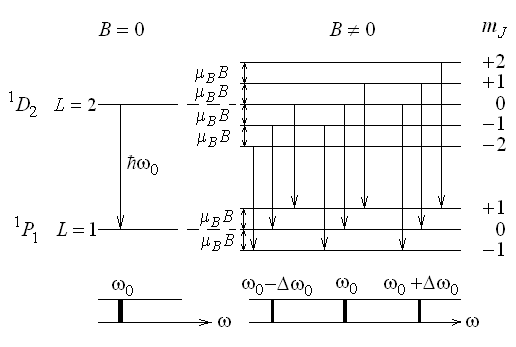 B = 0 B ≠ 0 m_J
+2
μ_B B +1
μ_B B
¹D₂ L = 2 0
μ_B B
−1
μ_B B
−2
ħω₀
+1
μ_B B
¹P₁ L = 1 0
μ_B B
−1
ω₀ ω₀−Δω₀ ω₀ ω₀ +Δω₀
ω ω